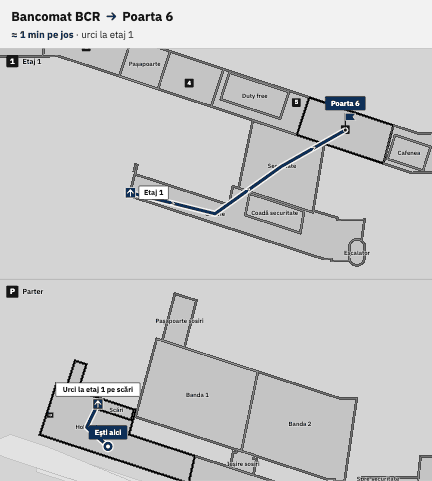 Bancomat BCR → Poarta 6
≈ 1 min pe jos · urci la etaj 1
1 Etaj 1
Pașapoarte
4
Duty free
5
Poarta 6
Cafenea
Etaj 1
Coadă securitate
Escalator
P Parter
Pașapoarte sosiri
Urci la etaj 1 pe scări
Banda 1
Scări
Ești aici
Banda 2
Ieșire sosiri
Spre securitate